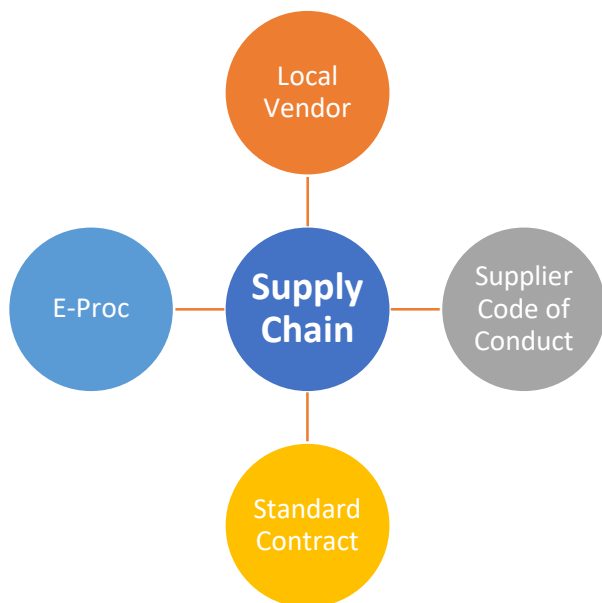 Local
Vendor
E-Proc
Supply
Chain
Supplier
Code of
Conduct
Standard
Contract